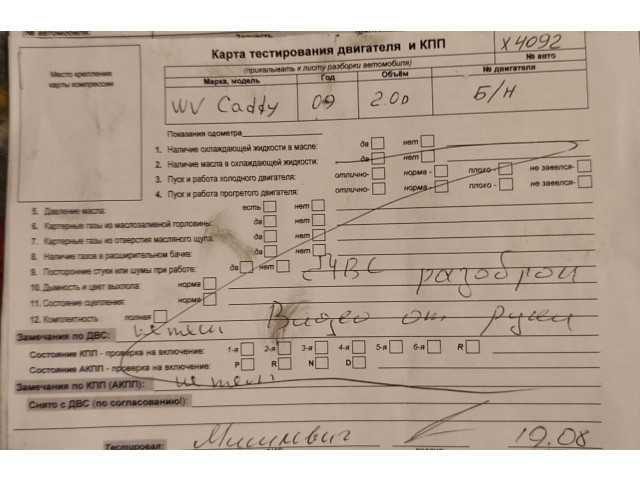 Карта тестирования двигателя и КПП
х 4092
(прикалывать к листу разборки автомобиля)
№ авто
Место крепления
карты компрессии
Марка, модель
Год
Объём
№ двигателя
WV Caddy 09 2.0D Б/Н
Показания одометра
1. Наличие охлаждающей жидкости в масле: да нет
2. Наличие масла в охлаждающей жидкости: да нет
3. Пуск и работа холодного двигателя: отлично- норма - плохо - не завелся-
4. Пуск и работа прогретого двигателя: отлично- норма - плохо - не завелся-
5. Давление масла: есть нет
6. Картерные газы из маслозаливной горловины: да нет
7. Картерные газы из отверстия масляного щупа: да нет
8. Наличие газов в расширительном бачке: да нет
9. Посторонние стуки или шумы при работе: да нет ДВС разоброн
10. Дымность и цвет выхлопа: норма
11. Состояние сцепления: норма
12. Комплектность : полная Видео от руки
Замечания по ДВС:
Состояние КПП - проверка на включение: 1-я 2-я 3-я 4-я 5-я 6-я R
Состояние АКПП - проверка на включение: P R N D
Замечания по КПП (АКПП):
Снято с ДВС (по согласованию!):
Тестировал: 19.08